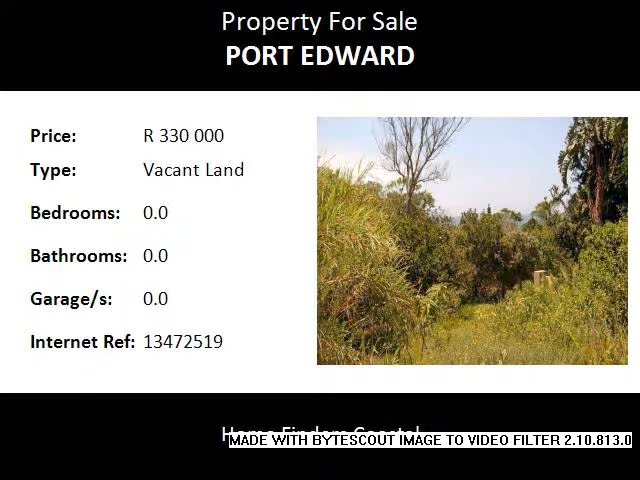 Property For Sale
PORT EDWARD
Price: R 330 000
Type: Vacant Land
Bedrooms: 0.0
Bathrooms: 0.0
Garage/s: 0.0
Internet Ref: 13472519
MADE WITH BYTESCOUT IMAGE TO VIDEO FILTER 2.10.813.0